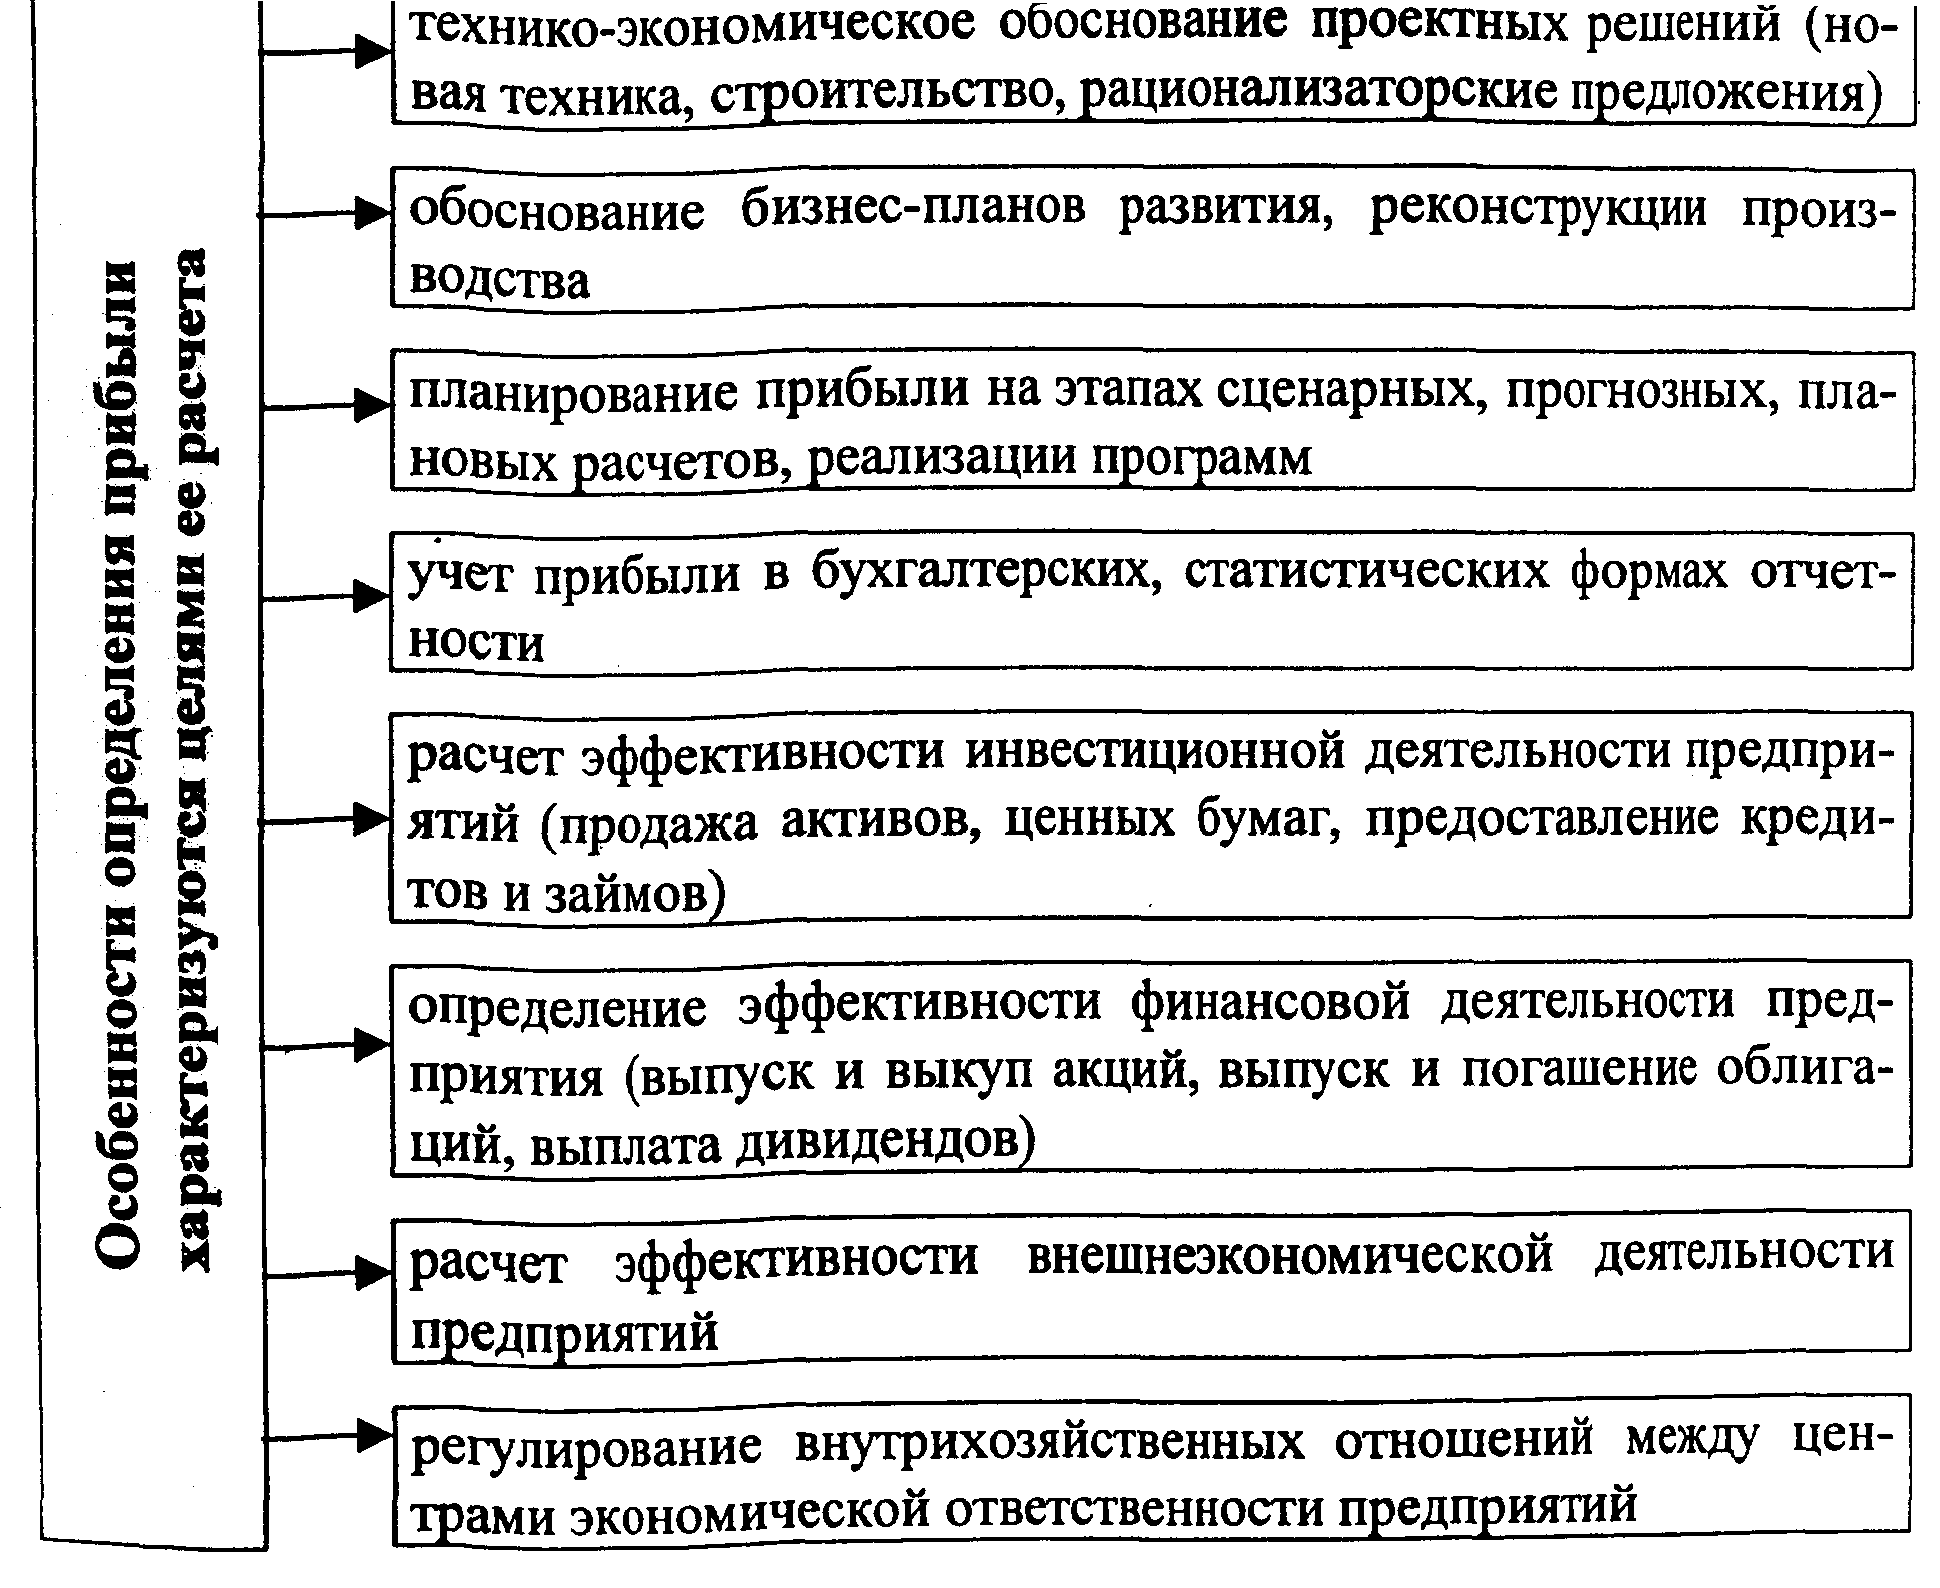 Особенности определения прибыли
характеризуются целями ее расчета
технико-экономическое обоснование проектных решений (но-
вая техника, строительство, рационализаторские предложения)
обоснование бизнес-планов развития, реконструкции произ-
водства
планирование прибыли на этапах сценарных, прогнозных, пла-
новых расчетов, реализации программ
учет прибыли в бухгалтерских, статистических формах отчет-
ности
расчет эффективности инвестиционной деятельности предпри-
ятий (продажа активов, ценных бумаг, предоставление креди-
тов и займов)
определение эффективности финансовой деятельности пред-
приятия (выпуск и выкуп акций, выпуск и погашение облига-
ций, выплата дивидендов)
расчет эффективности внешнеэкономической деятельности
предприятий
регулирование внутрихозяйственных отношений между цен-
трами экономической ответственности предприятий